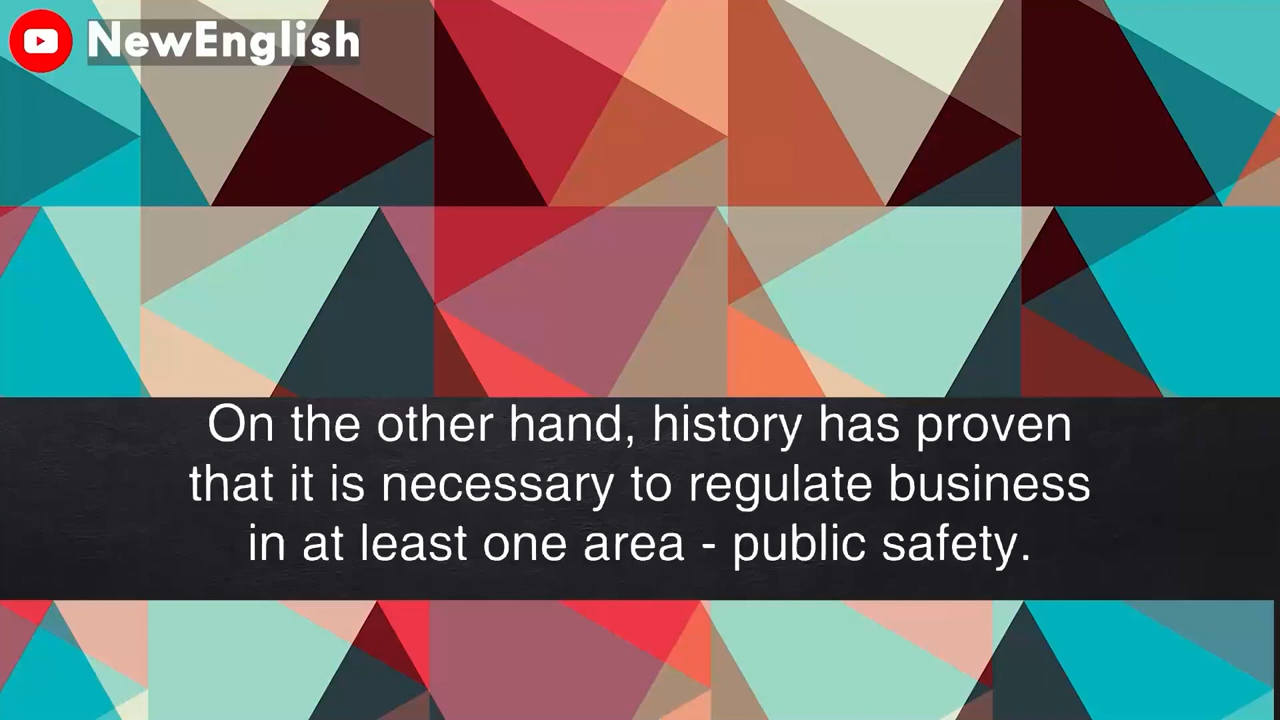 NewEnglish
On the other hand, history has proven
that it is necessary to regulate business
in at least one area - public safety.